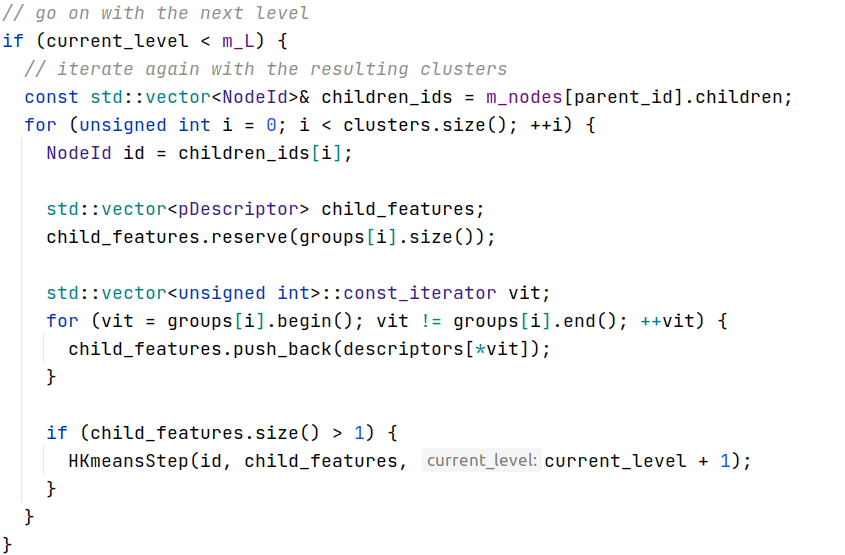 // go on with the next level
if (current_level < m_L) {
  // iterate again with the resulting clusters
  const std::vector<NodeId>& children_ids = m_nodes[parent_id].children;
  for (unsigned int i = 0; i < clusters.size(); ++i) {
    NodeId id = children_ids[i];

    std::vector<pDescriptor> child_features;
    child_features.reserve(groups[i].size());

    std::vector<unsigned int>::const_iterator vit;
    for (vit = groups[i].begin(); vit != groups[i].end(); ++vit) {
      child_features.push_back(descriptors[*vit]);
    }

    if (child_features.size() > 1) {
      HKmeansStep(id, child_features, current_level: current_level + 1);
    }
  }
}